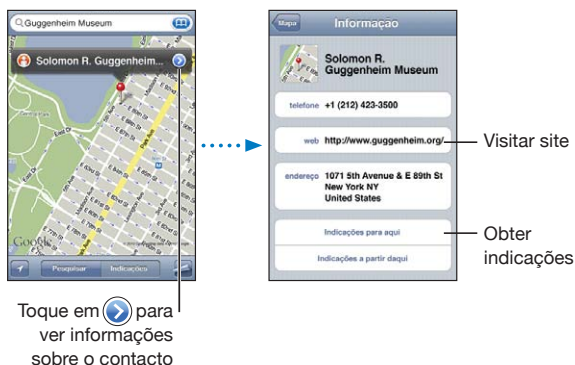 Guggenheim Museum
Solomon R. Guggenheim...
Google
Pesquisar
Indicações
Toque em para
ver informações
sobre o contacto
Mapa
Informação
Solomon R.
Guggenheim Museum
telefone +1 (212) 423-3500
web http://www.guggenheim.org/
endereço 1071 5th Avenue & E 89th St
New York NY
United States
Indicações para aqui
Indicações a partir daqui
Visitar site
Obter
indicações